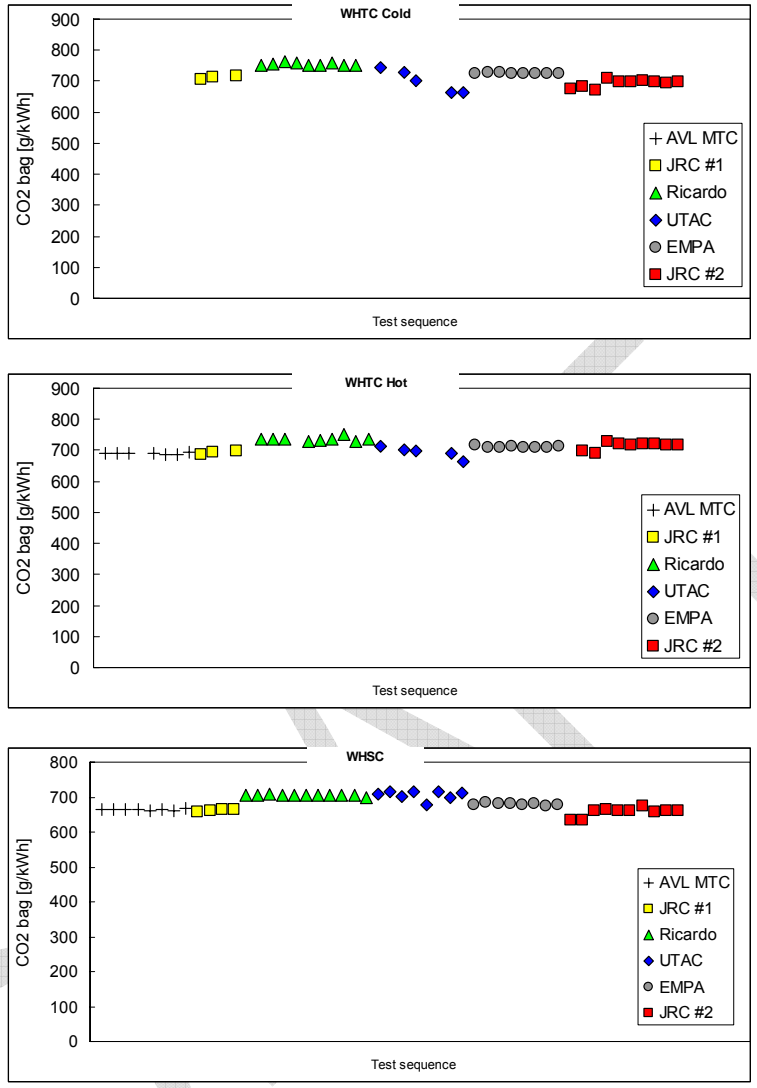 WHTC Cold
900
800
700
600
500
400
300
200
100
0
CO2 bag [g/kWh]
AVL MTC
JRC #1
Ricardo
UTAC
EMPA
JRC #2
Test sequence
WHTC Hot
900
800
700
600
500
400
300
200
100
0
CO2 bag [g/kWh]
AVL MTC
JRC #1
Ricardo
UTAC
EMPA
JRC #2
Test sequence
WHSC
800
700
600
500
400
300
200
100
0
CO2 bag [g/kWh]
AVL MTC
JRC #1
Ricardo
UTAC
EMPA
JRC #2
Test sequence